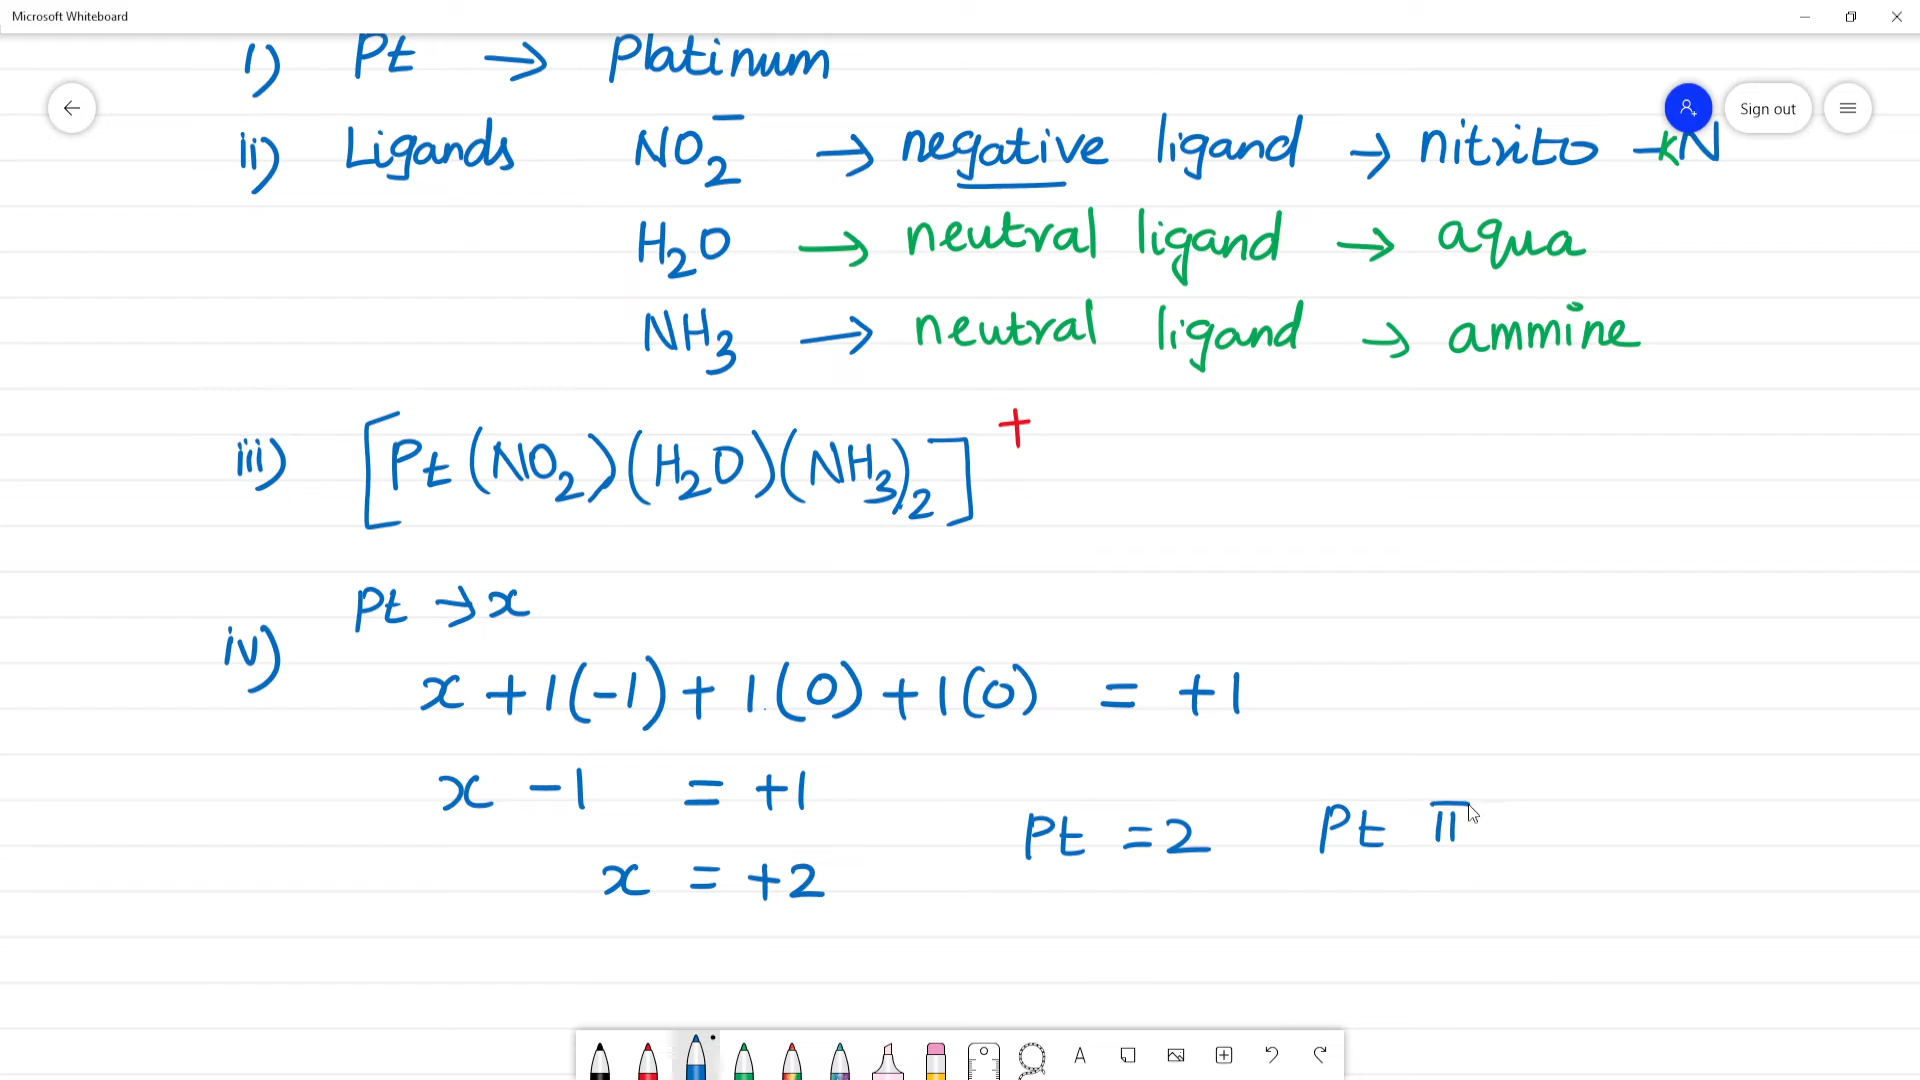 Microsoft Whiteboard
i) Pt → Platinum
Sign out
ii) Ligands NO₂⁻ → negative ligand → nitrito -κN
H₂O → neutral ligand → aqua
NH₃ → neutral ligand → ammine
iii) [Pt(NO₂)(H₂O)(NH₃)₂]⁺
Pt → x
iv)
x + 1(-1) + 1.(0) + 1(0) = +1
x - 1 = +1
Pt = 2 Pt II
x = +2